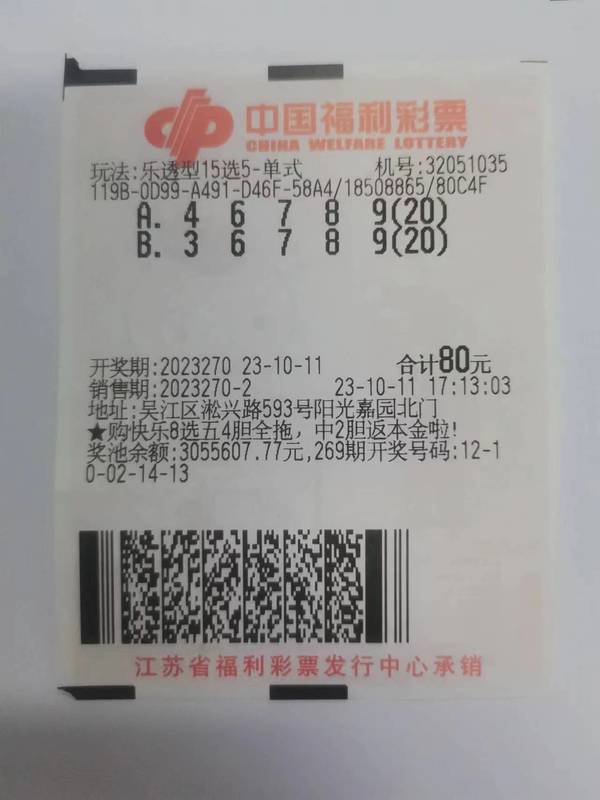 中国福利彩票
CHINA WELFARE LOTTERY
玩法:乐透型15选5-单式 机号:32051035
119B-0D99-A491-D46F-58A4/18508865/80C4F
A. 4 6 7 8 9(20)
B. 3 6 7 8 9(20)
开奖期:2023270 23-10-11 合计80元
销售期:2023270-2 23-10-11 17:13:03
地址:吴江区淞兴路593号阳光嘉园北门
★购快乐8选五4胆全拖，中2胆返本金啦!
奖池余额:3055607.77元,269期开奖号码:12-1
0-02-14-13
江苏省福利彩票发行中心承销